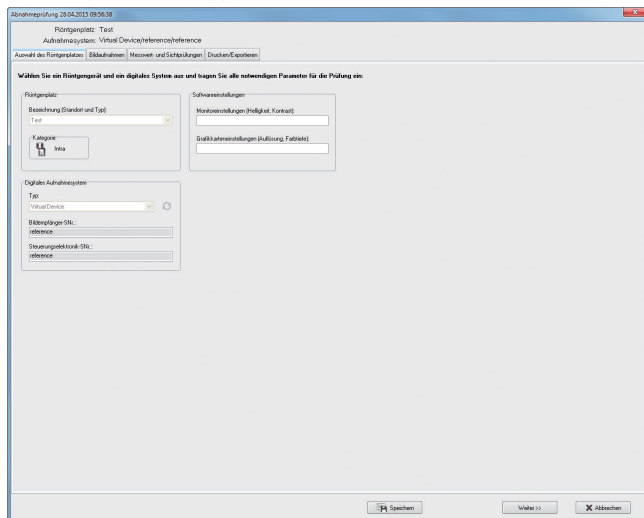 Abnahmeprüfung 28.04.2015 09:56:38
Röntgenplatz: Test
Aufnahmesystem: Virtual Device/reference/reference
Auswahl des Röntgenplatzes Bildaufnahmen Messwert- und Sichtprüfungen Drucken/Exportieren
Wählen Sie ein Röntgengerät und ein digitales System aus und tragen Sie alle notwendigen Parameter für die Prüfung ein:
Röntgenplatz
Bezeichnung (Standort und Typ):
Test
Kategorie
Intra
Softwareeinstellungen
Monitoreinstellungen (Helligkeit, Kontrast):
Grafikkarteneinstellungen (Auflösung, Farbtiefe):
Digitales Aufnahmesystem
Typ:
Virtual Device
Bildempfänger-SNr.:
reference
Steuerungselektronik-SNr.:
reference
Speichern Weiter >> Abbrechen